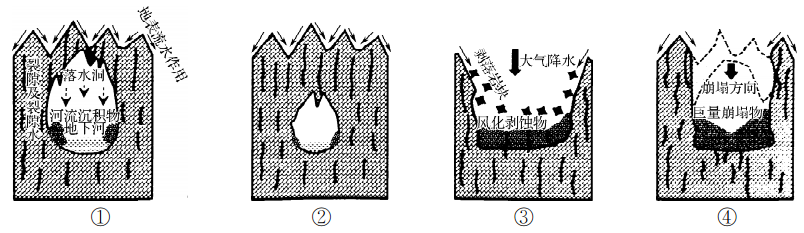 地表流水作用
裂隙及裂隙水
落水洞
河流沉积物
地下河
①
②
剥落岩块
大气降水
风化剥蚀物
③
崩塌方向
巨量崩塌物
④